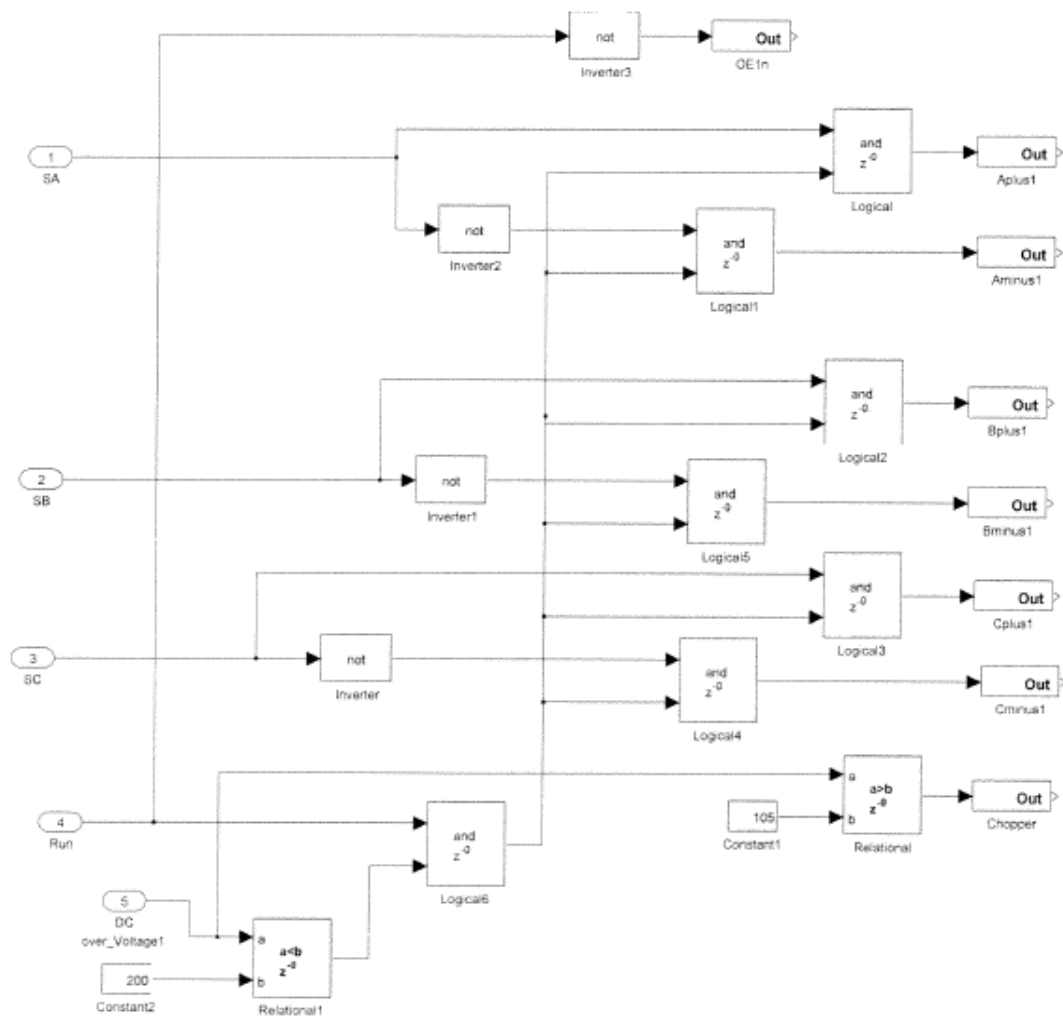 not
Out
Inverter3
OE1n
1
SA
and
z-0
Logical
Out
Aplus1
not
Inverter2
and
z-0
Logical1
Out
Aminus1
and
z-0
Logical2
Out
Bplus1
2
SB
not
Inverter1
and
z-0
Logical5
Out
Bminus1
and
z-0
Logical3
Out
Cplus1
3
SC
not
Inverter
and
z-0
Logical4
Out
Cminus1
4
Run
and
z-0
Logical6
105
Constant1
a
a>b
z-0
b
Relational
Out
Chopper
5
DC
over_Voltage1
200
Constant2
a
a<b
z-0
b
Relational1